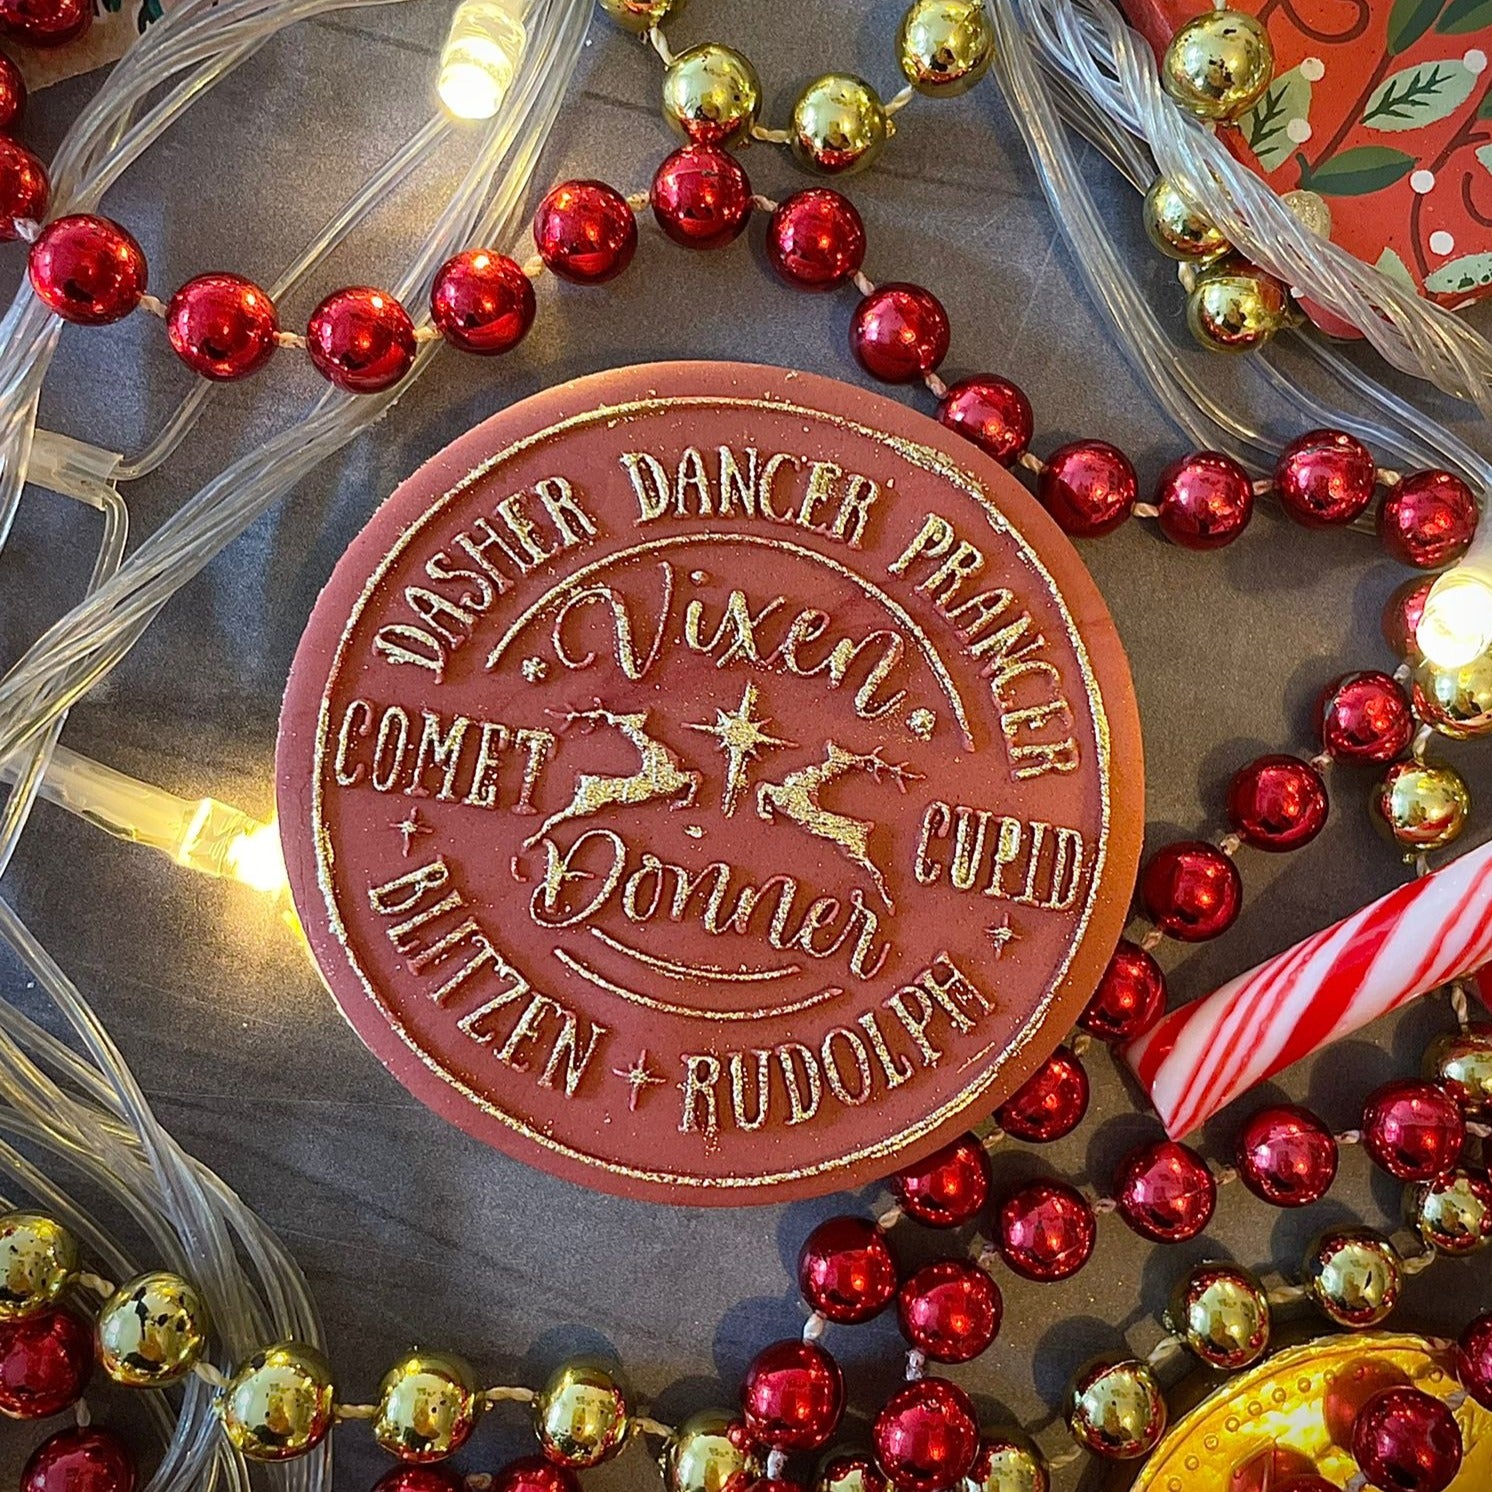 DASHER DANCER PRANCER
Vixen
COMET
CUPID
Donner
BLITZEN RUDOLPH